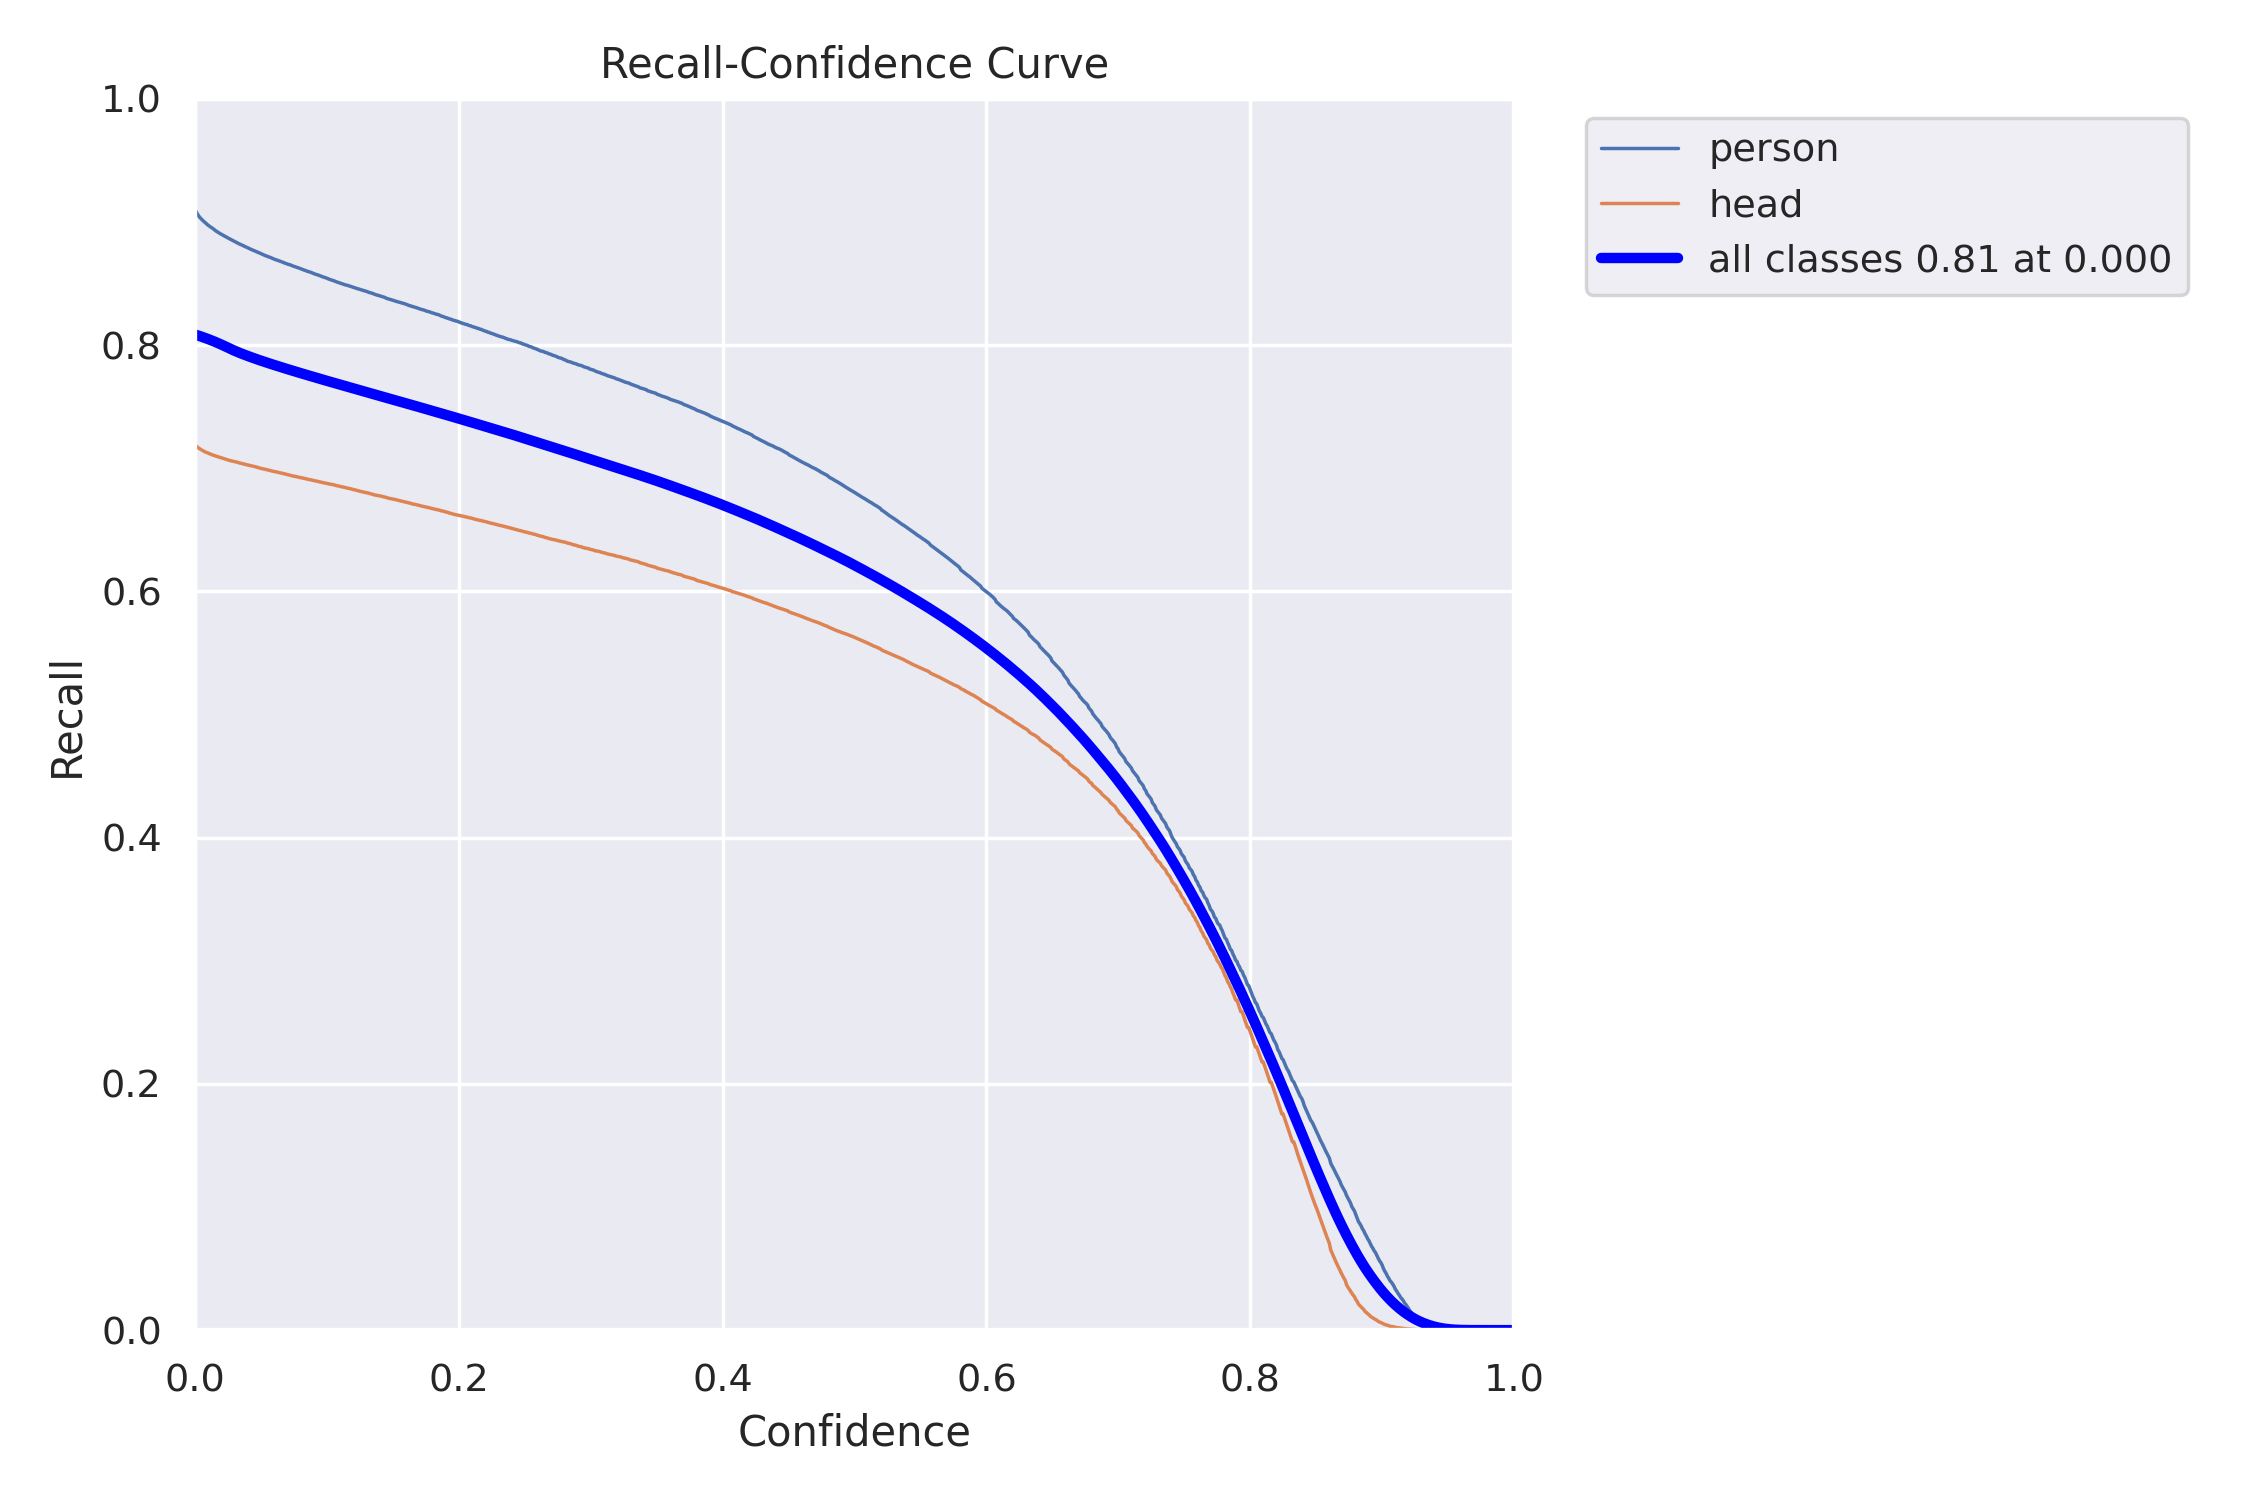 Recall-Confidence Curve
1.0
0.8
0.6
0.4
0.2
0.0
Recall
0.0 0.2 0.4 0.6 0.8 1.0
Confidence
person
head
all classes 0.81 at 0.000